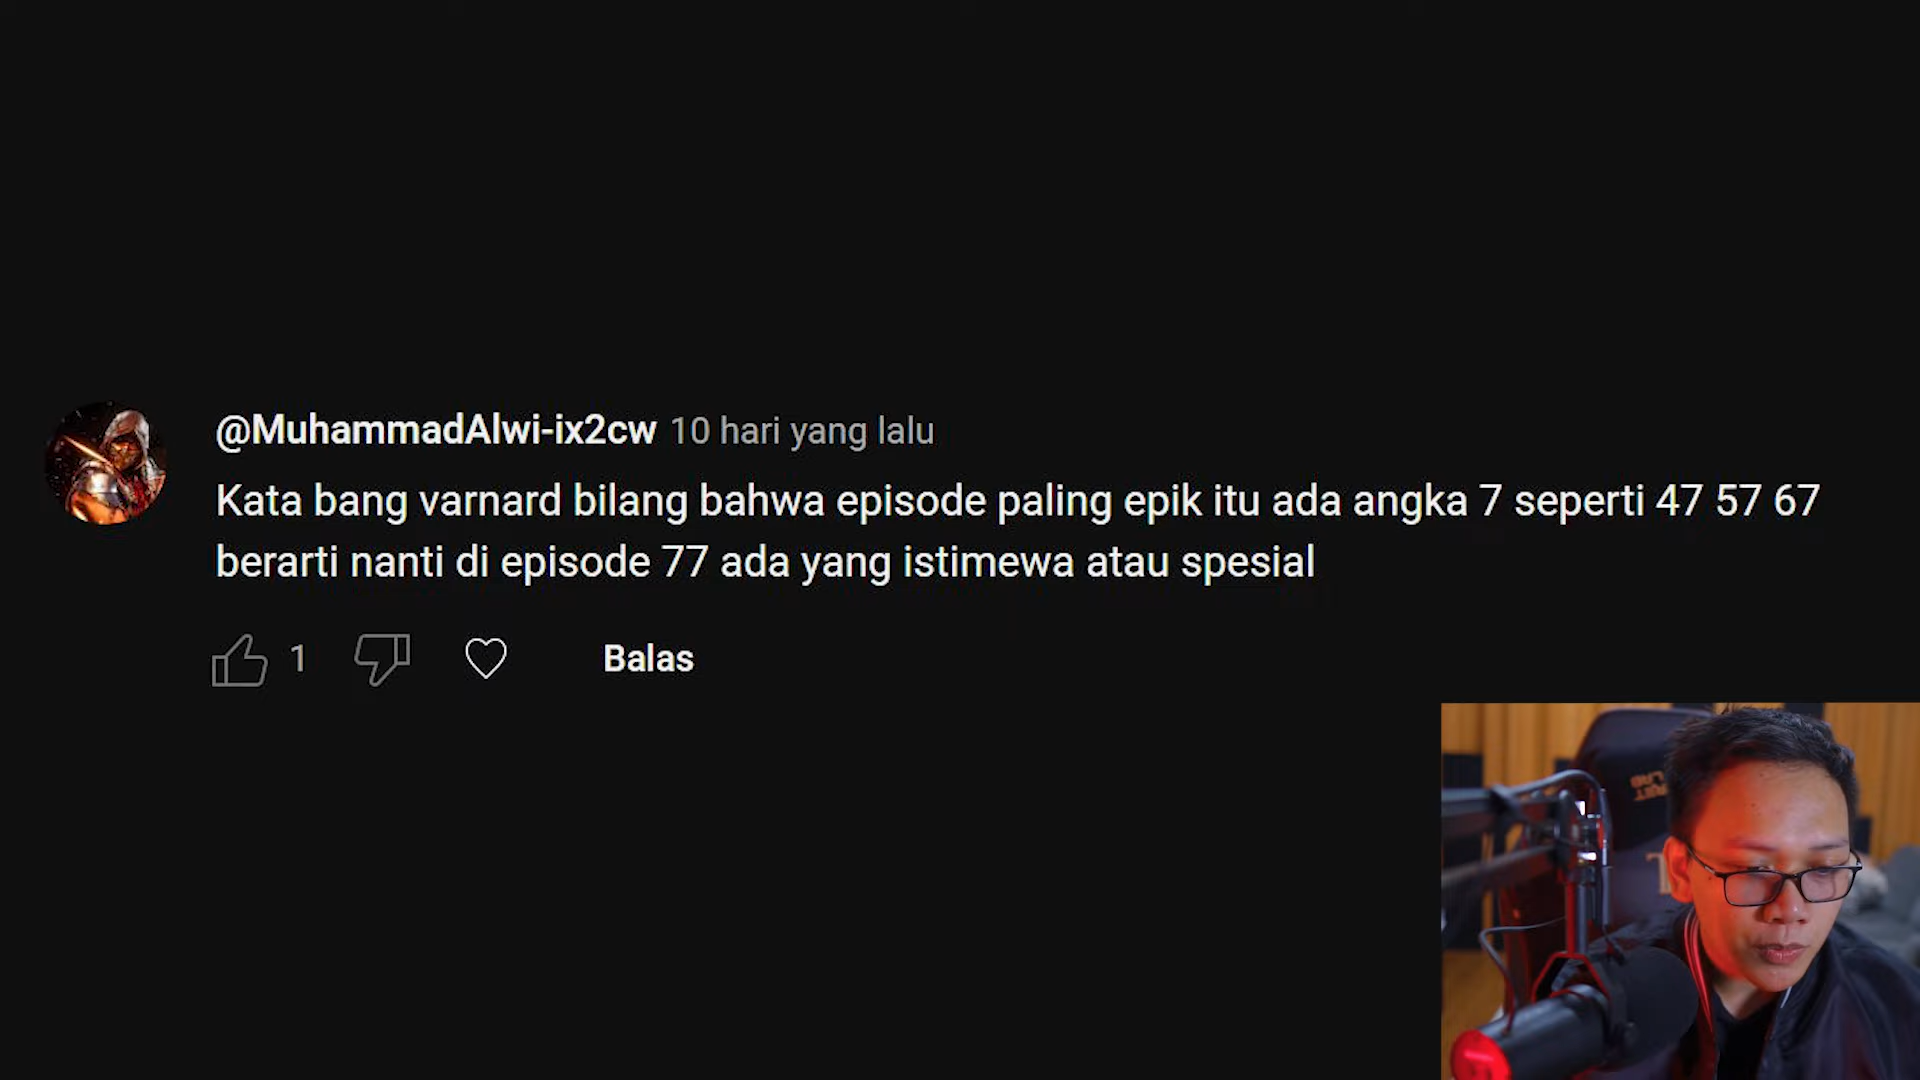 @MuhammadAlwi-ix2cw 10 hari yang lalu
Kata bang varnard bilang bahwa episode paling epik itu ada angka 7 seperti 47 57 67
berarti nanti di episode 77 ada yang istimewa atau spesial
1 Balas